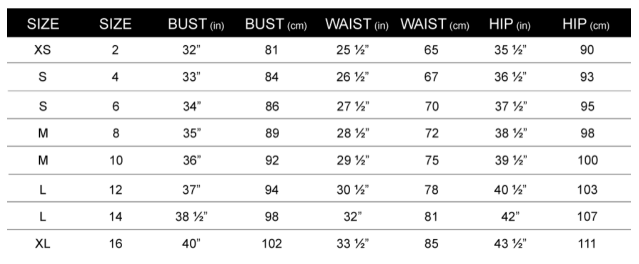 SIZE SIZE BUST (in) BUST (cm) WAIST (in) WAIST (cm) HIP (in) HIP (cm)
XS 2 32” 81 25 ½” 65 35 ½” 90
S 4 33” 84 26 ½” 67 36 ½” 93
S 6 34” 86 27 ½” 70 37 ½” 95
M 8 35” 89 28 ½” 72 38 ½” 98
M 10 36” 92 29 ½” 75 39 ½” 100
L 12 37” 94 30 ½” 78 40 ½” 103
L 14 38 ½” 98 32” 81 42” 107
XL 16 40” 102 33 ½” 85 43 ½” 111